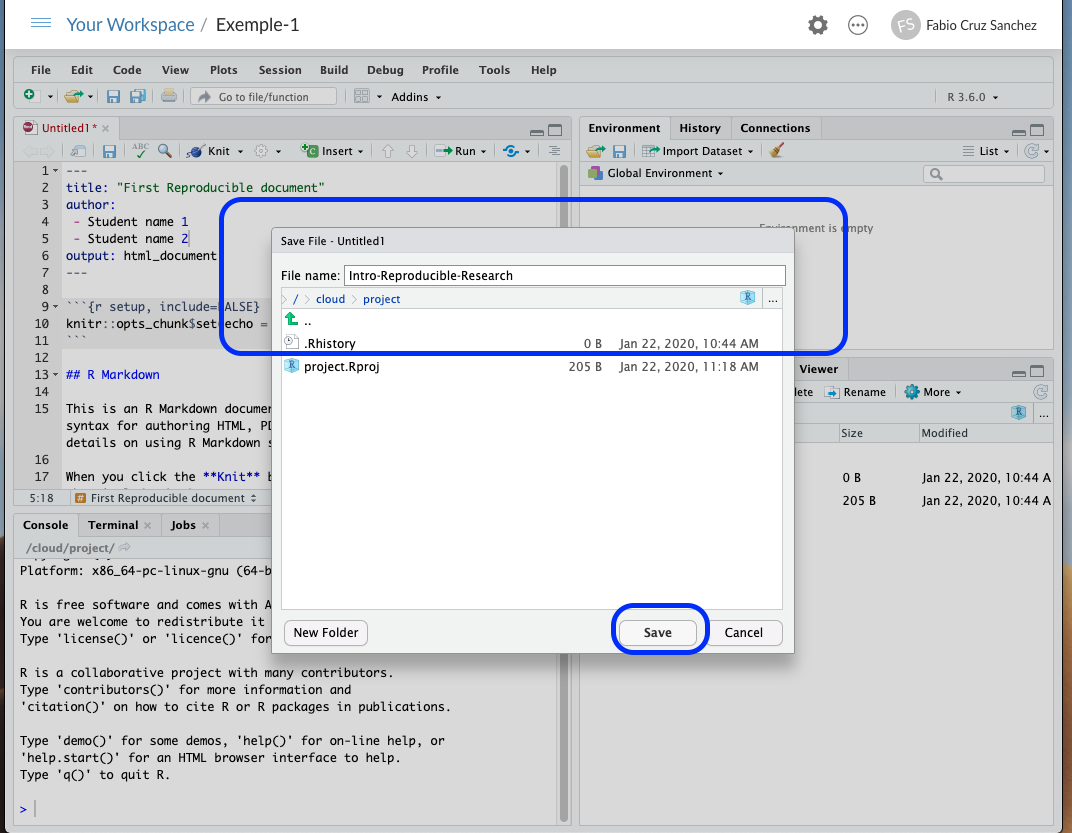 Your Workspace / Exemple-1
FS Fabio Cruz Sanchez
File Edit Code View Plots Session Build Debug Profile Tools Help
Go to file/function Addins R 3.6.0
Untitled1*
ABC Knit Insert Run
1 ---
2 title: "First Reproducible document"
3 author:
4 - Student name 1
5 - Student name 2
6 output: html_document
7 ---
8
9 ```{r setup, include=FALSE}
10 knitr::opts_chunk$set(echo =
11 ```
12
13 ## R Markdown
14
15 This is an R Markdown documen
syntax for authoring HTML, PD
details on using R Markdown s
16
17 When you click the **Knit** b
5:18 # First Reproducible document
Console Terminal Jobs
/cloud/project/
Platform: x86_64-pc-linux-gnu (64-b
R is free software and comes with A
You are welcome to redistribute it
Type 'license()' or 'licence()' for
R is a collaborative project with many contributors.
Type 'contributors()' for more information and
'citation()' on how to cite R or R packages in publications.
Type 'demo()' for some demos, 'help()' for on-line help, or
'help.start()' for an HTML browser interface to help.
Type 'q()' to quit R.
>
Environment History Connections
Import Dataset List
Global Environment
Environment is empty
Viewer
lete Rename More
R ...
Size Modified
0 B Jan 22, 2020, 10:44 A
205 B Jan 22, 2020, 10:44 A
Save File - Untitled1
File name: Intro-Reproducible-Research
/ cloud project R ...
..
.Rhistory 0 B Jan 22, 2020, 10:44 AM
R project.Rproj 205 B Jan 22, 2020, 11:18 AM
New Folder Save Cancel